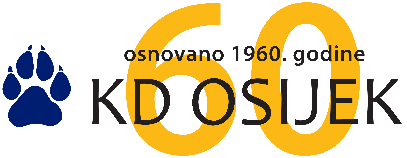 60
osnovano 1960. godine
KD OSIJEK